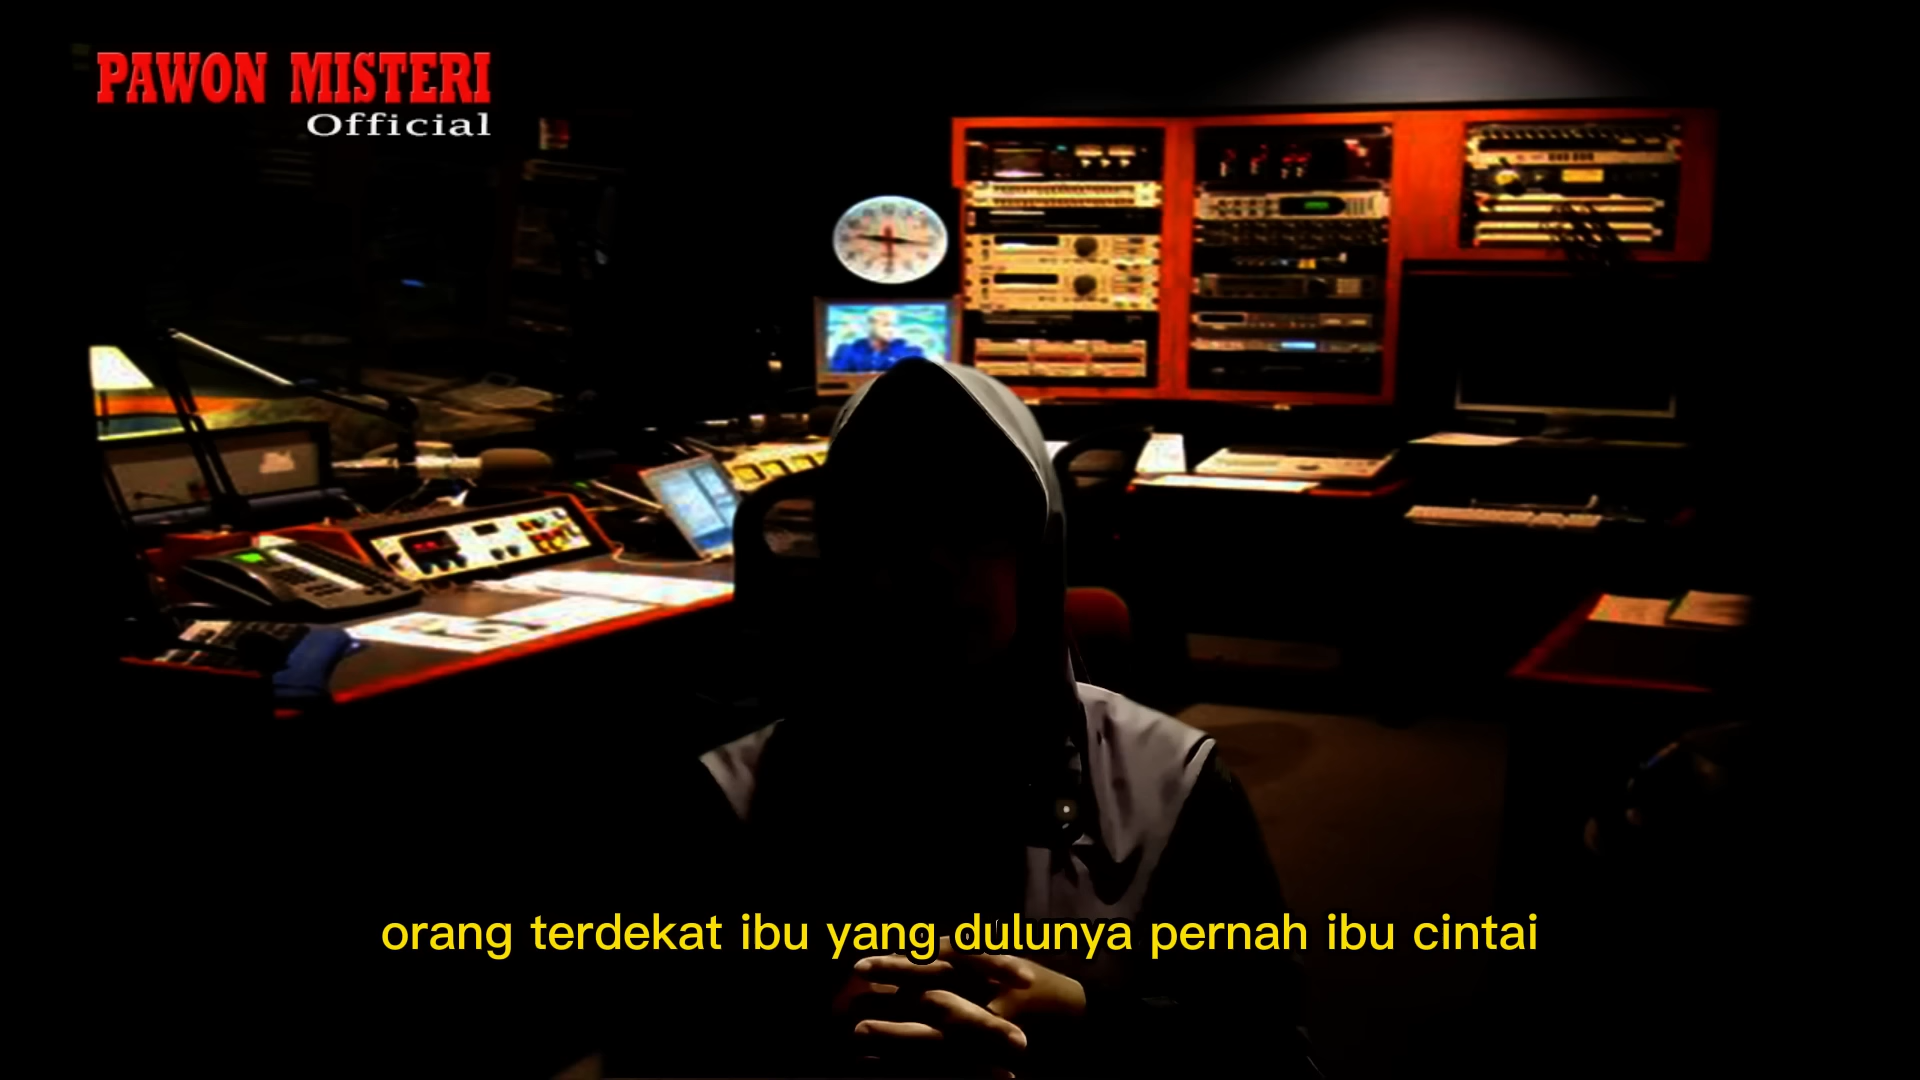 PAWON MISTERI
Official
orang terdekat ibu yang dulunya pernah ibu cintai